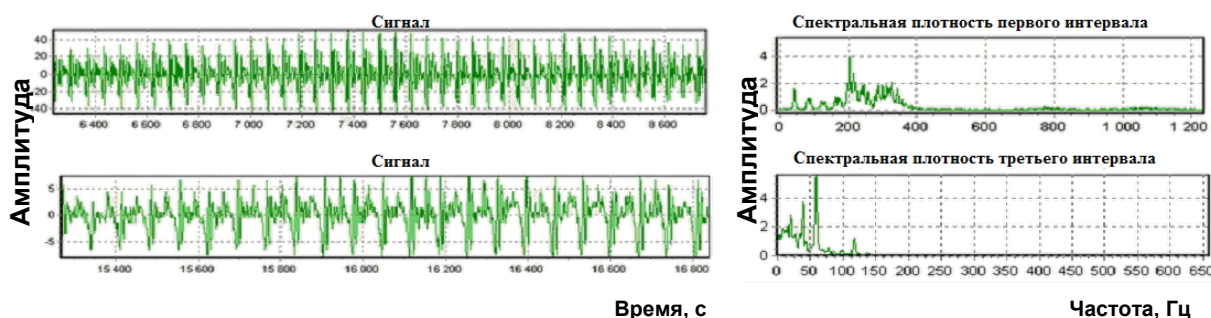 Сигнал
Спектральная плотность первого интервала
Амплитуда
40
20
0
-20
-40
6 400 6 600 6 800 7 000 7 200 7 400 7 600 7 800 8 000 8 200 8 400 8 600
Амплитуда
4
2
0
0 200 400 600 800 1 000 1 200
Сигнал
Спектральная плотность третьего интервала
5
0
-5
15 400 15 600 15 800 16 000 16 200 16 400 16 600 16 800
4
2
0
0 50 100 150 200 250 300 350 400 450 500 550 600 650
Время, с
Частота, Гц